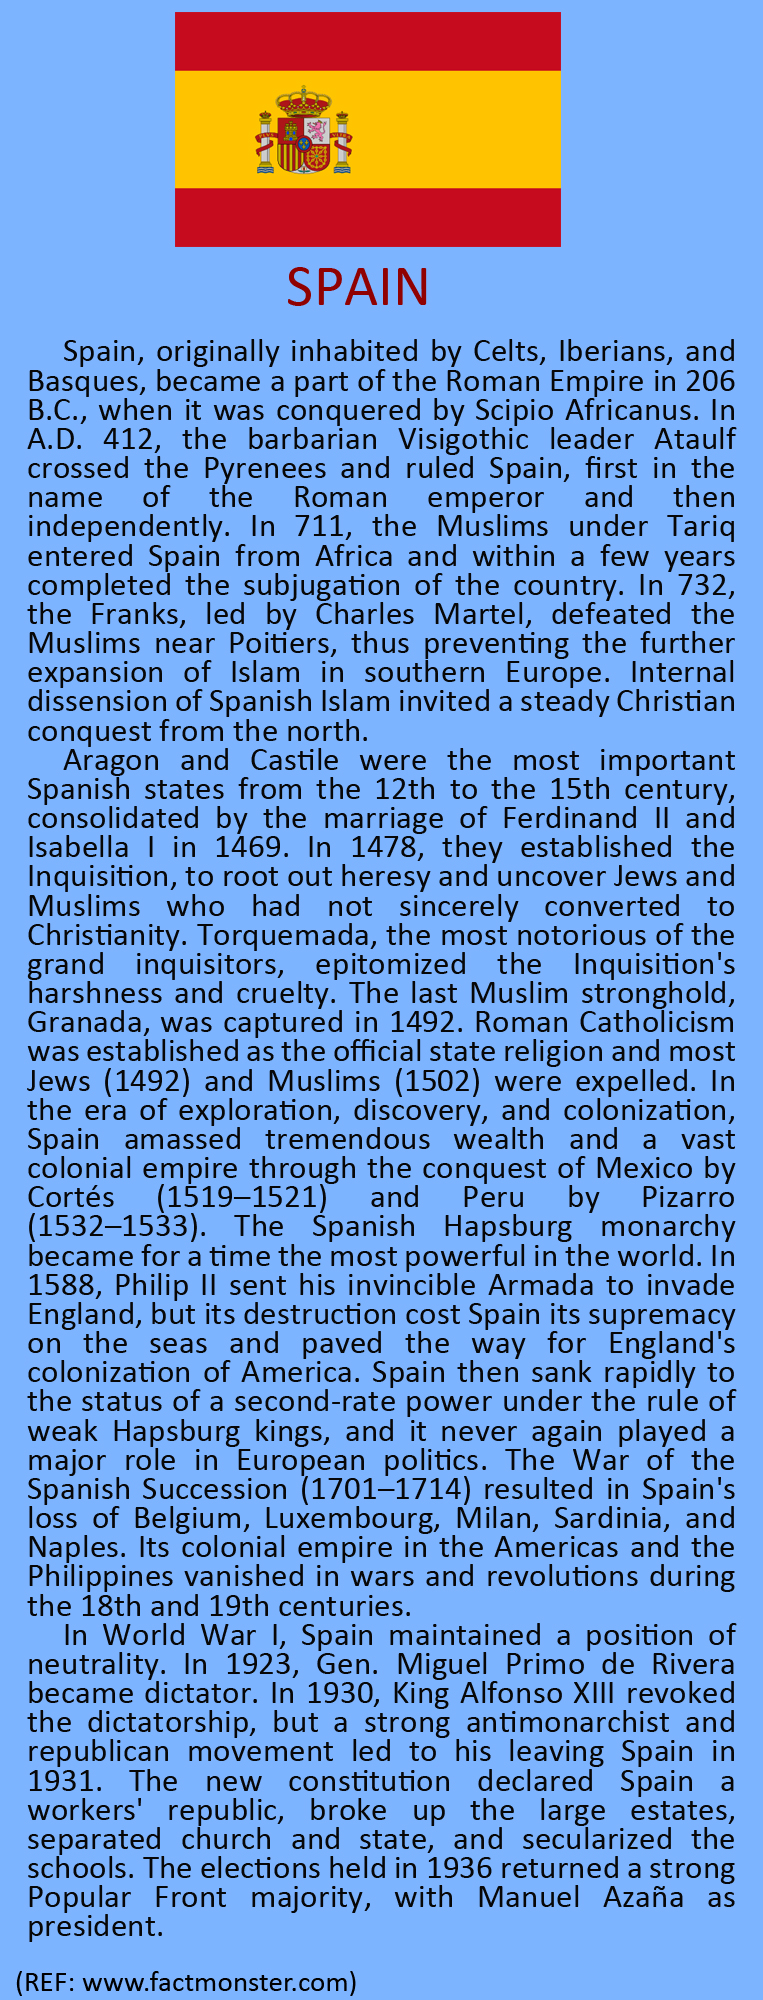 SPAIN
Spain, originally inhabited by Celts, Iberians, and
Basques, became a part of the Roman Empire in 206
B.C., when it was conquered by Scipio Africanus. In
A.D. 412, the barbarian Visigothic leader Ataulf
crossed the Pyrenees and ruled Spain, first in the
name of the Roman emperor and then
independently. In 711, the Muslims under Tariq
entered Spain from Africa and within a few years
completed the subjugation of the country. In 732,
the Franks, led by Charles Martel, defeated the
Muslims near Poitiers, thus preventing the further
expansion of Islam in southern Europe. Internal
dissension of Spanish Islam invited a steady Christian
conquest from the north.
Aragon and Castile were the most important
Spanish states from the 12th to the 15th century,
consolidated by the marriage of Ferdinand II and
Isabella I in 1469. In 1478, they established the
Inquisition, to root out heresy and uncover Jews and
Muslims who had not sincerely converted to
Christianity. Torquemada, the most notorious of the
grand inquisitors, epitomized the Inquisition's
harshness and cruelty. The last Muslim stronghold,
Granada, was captured in 1492. Roman Catholicism
was established as the official state religion and most
Jews (1492) and Muslims (1502) were expelled. In
the era of exploration, discovery, and colonization,
Spain amassed tremendous wealth and a vast
colonial empire through the conquest of Mexico by
Cortés (1519–1521) and Peru by Pizarro
(1532–1533). The Spanish Hapsburg monarchy
became for a time the most powerful in the world. In
1588, Philip II sent his invincible Armada to invade
England, but its destruction cost Spain its supremacy
on the seas and paved the way for England's
colonization of America. Spain then sank rapidly to
the status of a second-rate power under the rule of
weak Hapsburg kings, and it never again played a
major role in European politics. The War of the
Spanish Succession (1701–1714) resulted in Spain's
loss of Belgium, Luxembourg, Milan, Sardinia, and
Naples. Its colonial empire in the Americas and the
Philippines vanished in wars and revolutions during
the 18th and 19th centuries.
In World War I, Spain maintained a position of
neutrality. In 1923, Gen. Miguel Primo de Rivera
became dictator. In 1930, King Alfonso XIII revoked
the dictatorship, but a strong antimonarchist and
republican movement led to his leaving Spain in
1931. The new constitution declared Spain a
workers' republic, broke up the large estates,
separated church and state, and secularized the
schools. The elections held in 1936 returned a strong
Popular Front majority, with Manuel Azaña as
president.
(REF: www.factmonster.com)